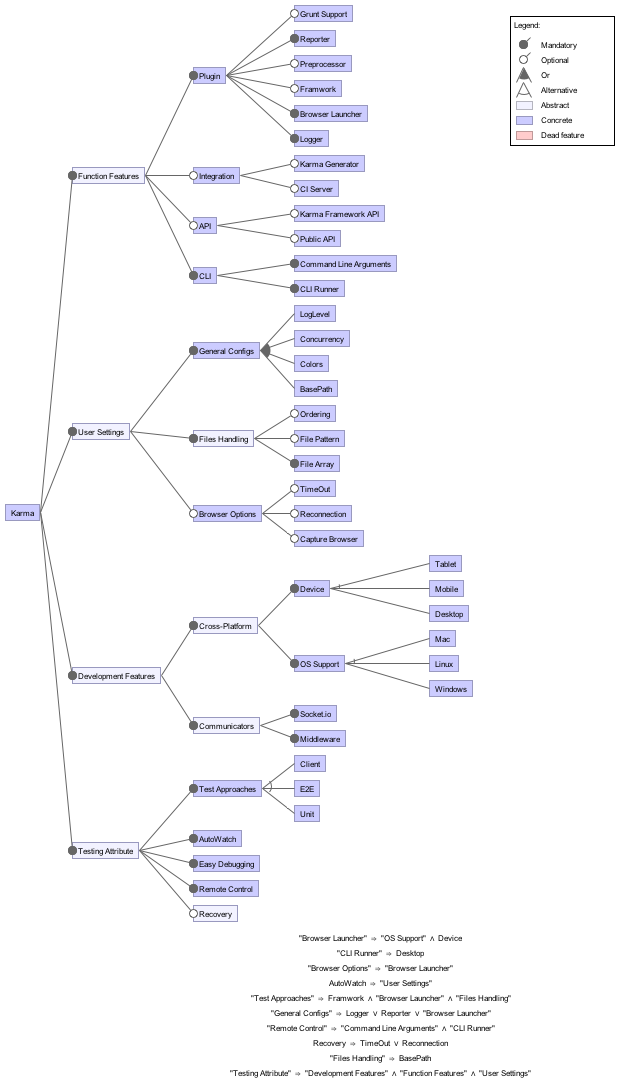 Grunt Support
Reporter
Preprocessor
Plugin
Framwork
Browser Launcher
Logger
Karma Generator
Function Features
Integration
CI Server
Karma Framework API
API
Public API
Command Line Arguments
CLI
CLI Runner
LogLevel
Concurrency
General Configs
Colors
BasePath
Ordering
User Settings
Files Handling
File Pattern
File Array
TimeOut
Karma
Browser Options
Reconnection
Capture Browser
Tablet
Device
Mobile
Desktop
Cross-Platform
Mac
OS Support
Linux
Windows
Development Features
Socket.io
Communicators
Middleware
Client
Test Approaches
E2E
Unit
AutoWatch
Testing Attribute
Easy Debugging
Remote Control
Recovery
Legend:
Mandatory
Optional
Or
Alternative
Abstract
Concrete
Dead feature
"Browser Launcher" ⇒ "OS Support" ∧ Device
"CLI Runner" ⇒ Desktop
"Browser Options" ⇒ "Browser Launcher"
AutoWatch ⇒ "User Settings"
"Test Approaches" ⇒ Framwork ∧ "Browser Launcher" ∧ "Files Handling"
"General Configs" ⇒ Logger ∨ Reporter ∨ "Browser Launcher"
"Remote Control" ⇒ "Command Line Arguments" ∧ "CLI Runner"
Recovery ⇒ TimeOut ∨ Reconnection
"Files Handling" ⇒ BasePath
"Testing Attribute" ⇒ "Development Features" ∧ "Function Features" ∧ "User Settings"